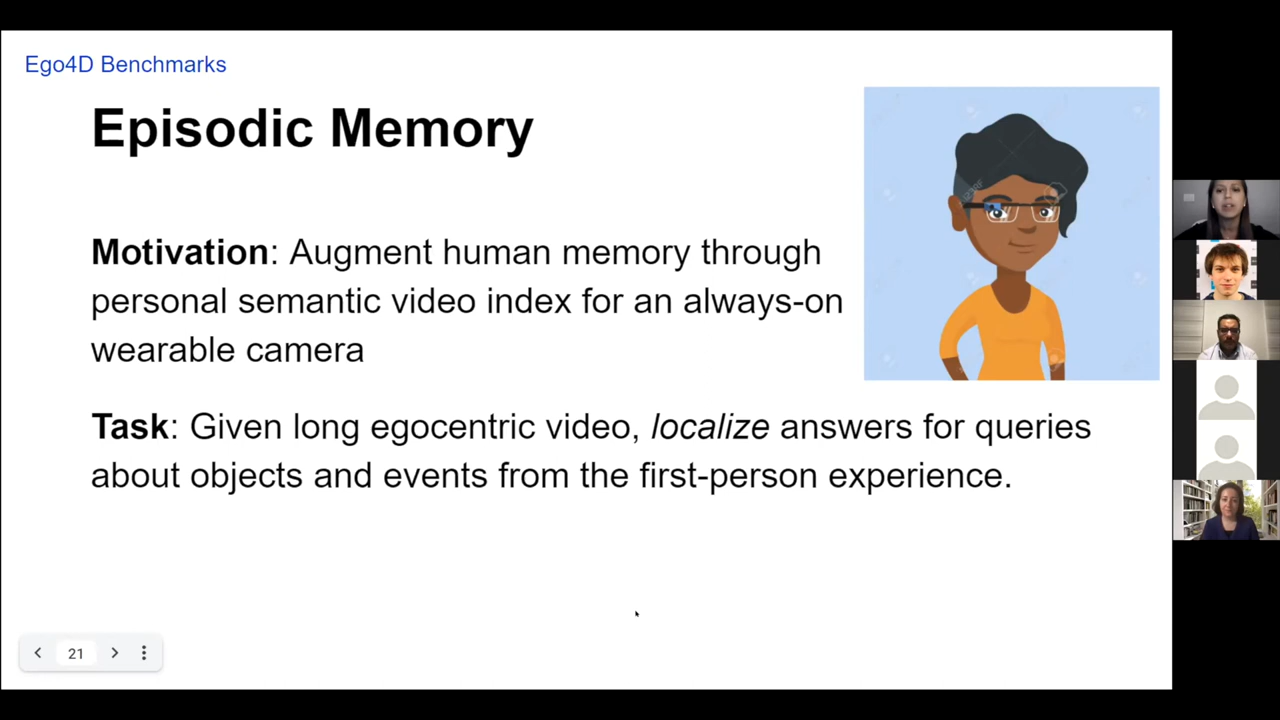 Ego4D Benchmarks
Episodic Memory
Motivation: Augment human memory through
personal semantic video index for an always-on
wearable camera
Task: Given long egocentric video, localize answers for queries
about objects and events from the first-person experience.
21
123RF